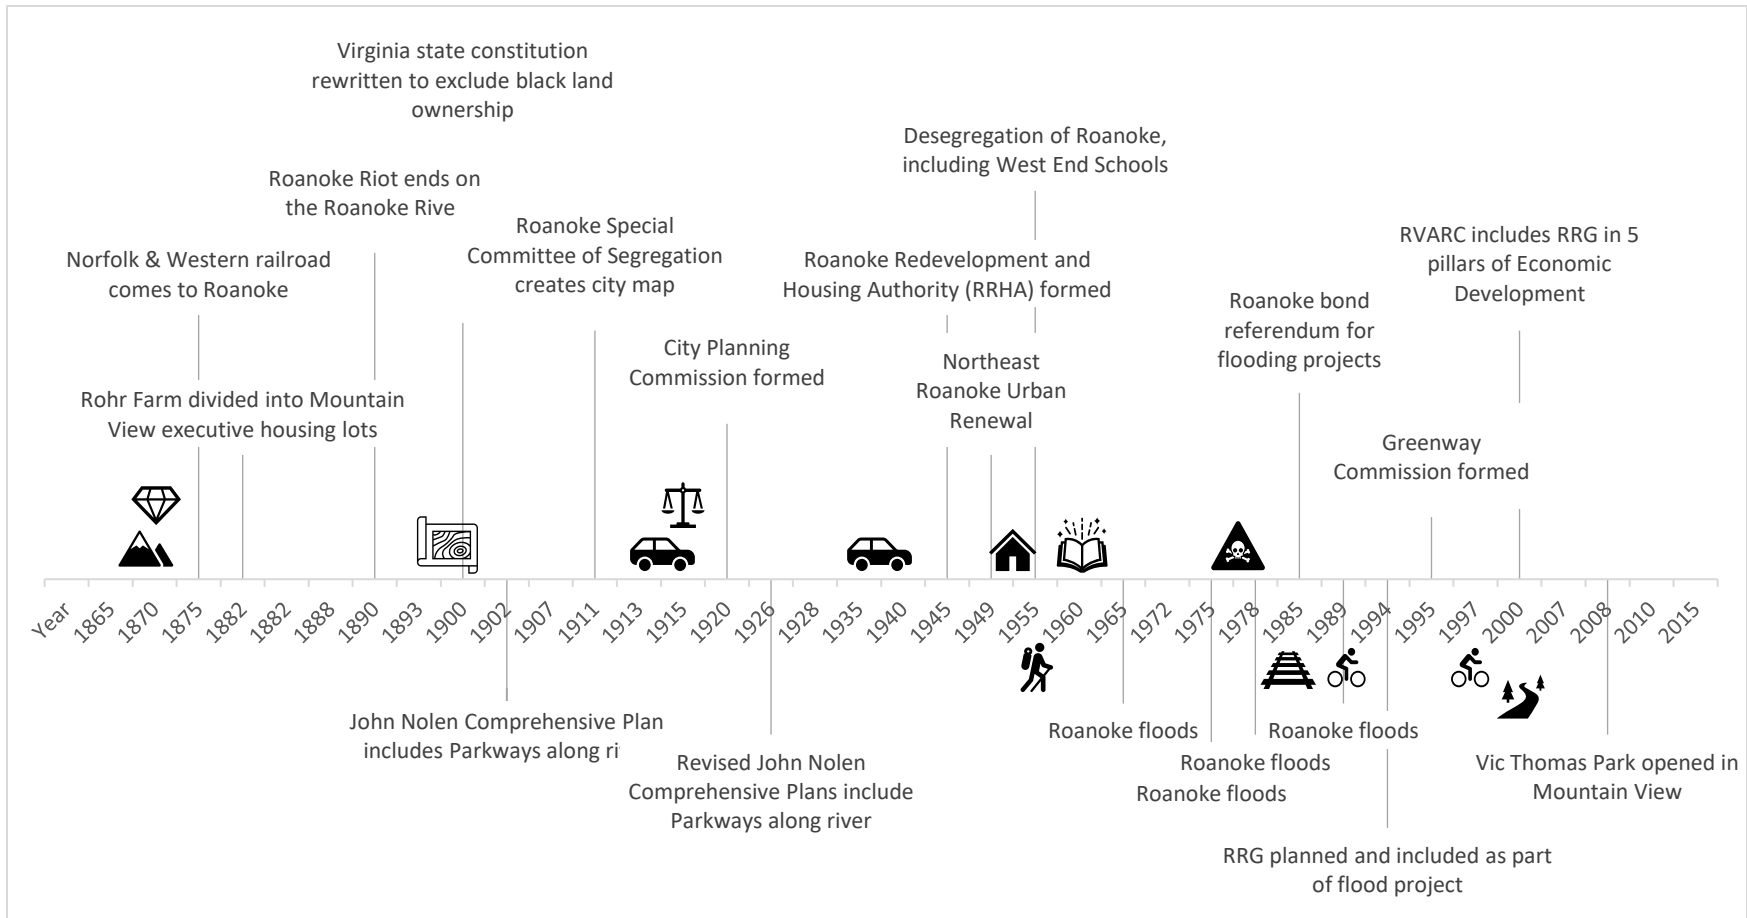 Virginia state constitution
rewritten to exclude black land
ownership
Desegregation of Roanoke,
including West End Schools
Roanoke Riot ends on
the Roanoke Rive
Roanoke Special
Committee of Segregation
creates city map
RVARC includes RRG in 5
pillars of Economic
Development
Norfolk & Western railroad
comes to Roanoke
Roanoke Redevelopment and
Housing Authority (RRHA) formed
Roanoke bond
referendum for
flooding projects
City Planning
Commission formed
Northeast
Roanoke Urban
Renewal
Rohr Farm divided into Mountain
View executive housing lots
Greenway
Commission formed
Year
1865
1870
1875
1882
1882
1888
1890
1893
1900
1902
1907
1911
1913
1915
1920
1926
1928
1935
1940
1945
1949
1955
1960
1965
1972
1975
1978
1985
1989
1994
1995
1997
2000
2007
2008
2010
2015
John Nolen Comprehensive Plan
includes Parkways along ri
Revised John Nolen
Comprehensive Plans include
Parkways along river
Roanoke floods
Roanoke floods
Roanoke floods
Roanoke floods
Vic Thomas Park opened in
Mountain View
RRG planned and included as part
of flood project